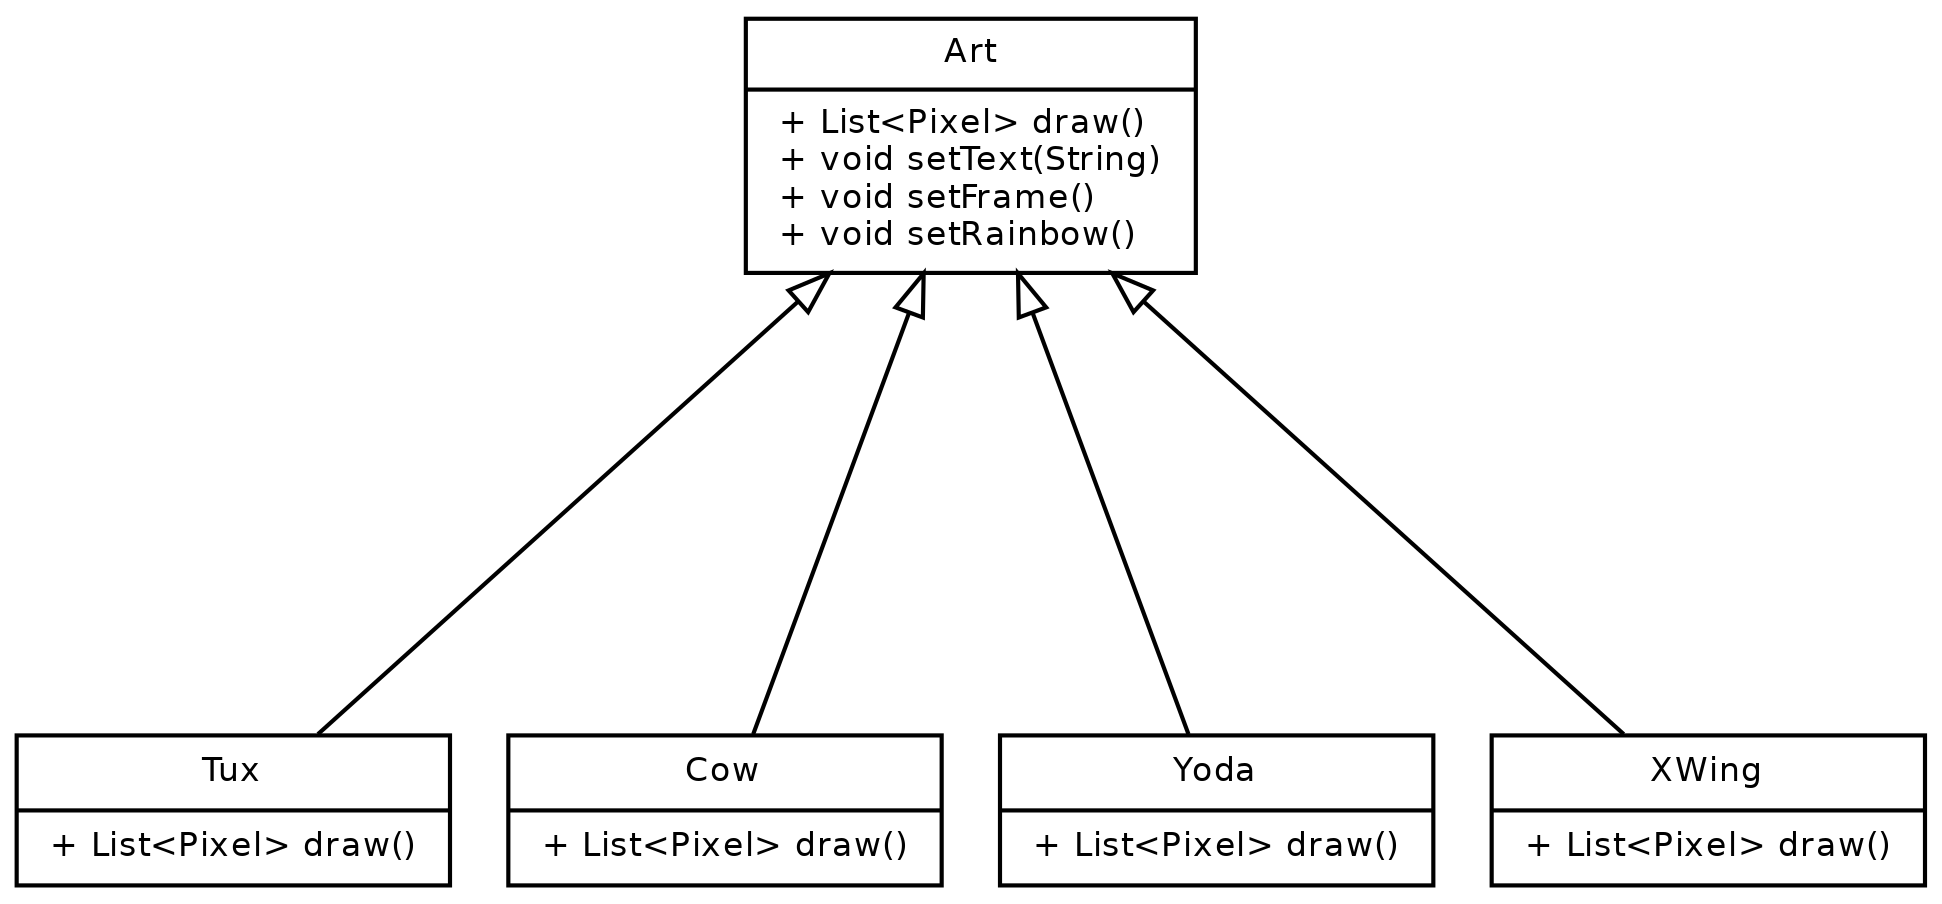 Art
+ List<Pixel> draw()
+ void setText(String)
+ void setFrame()
+ void setRainbow()
Tux
+ List<Pixel> draw()
Cow
+ List<Pixel> draw()
Yoda
+ List<Pixel> draw()
XWing
+ List<Pixel> draw()